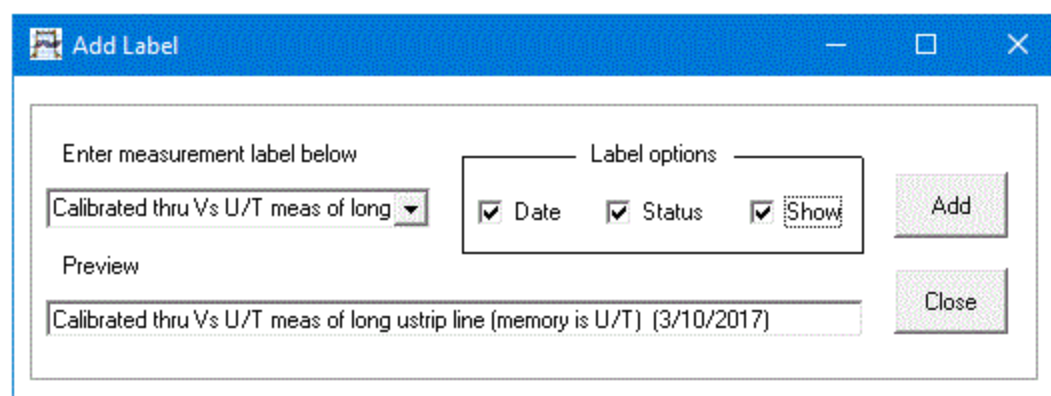 Add Label
Enter measurement label below
Label options
Calibrated thru Vs U/T meas of long
Date
Status
Show
Add
Preview
Calibrated thru Vs U/T meas of long ustrip line (memory is U/T) (3/10/2017)
Close